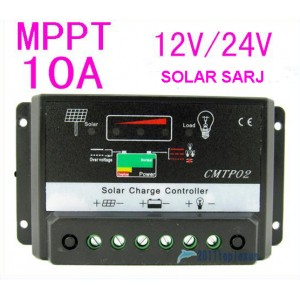 MPPT
10A
12V/24V
SOLAR SARJ
Solar
Load
CE
Over voltage
Power
CMTP02
Solar Charge Controller
+ - + - + -